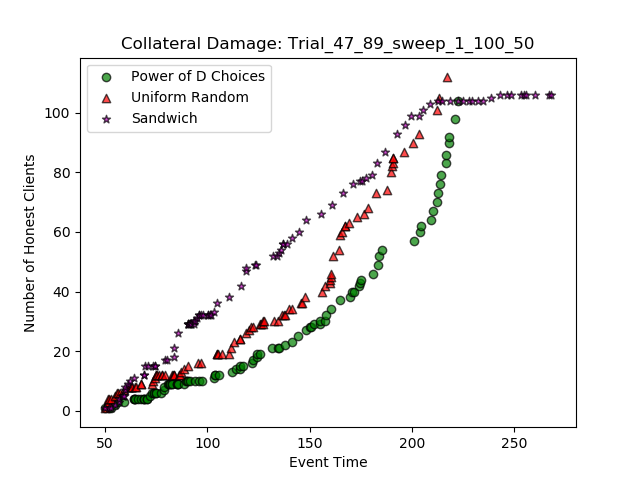 Collateral Damage: Trial_47_89_sweep_1_100_50
Power of D Choices
Uniform Random
Sandwich
Number of Honest Clients
100
80
60
40
20
0
50
100
150
200
250
Event Time